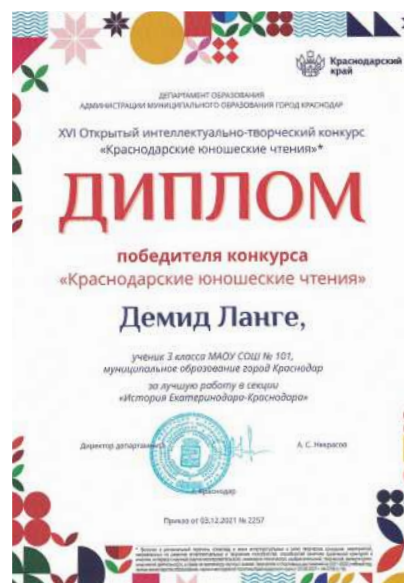 Краснодарский
край
ДЕПАРТАМЕНТ ОБРАЗОВАНИЯ
АДМИНИСТРАЦИИ МУНИЦИПАЛЬНОГО ОБРАЗОВАНИЯ ГОРОД КРАСНОДАР
XVI Открытый интеллектуально-творческий конкурс
«Краснодарские юношеские чтения»*
ДИПЛОМ
победителя конкурса
«Краснодарские юношеские чтения»
Демид Ланге,
ученик 3 класса МАОУ СОШ № 101,
муниципальное образование город Краснодар
за лучшую работу в секции
«История Екатеринодара-Краснодара»
Директор департамента
А. С. Некрасов
г. Краснодар
Приказ от 03.12.2021 № 2257